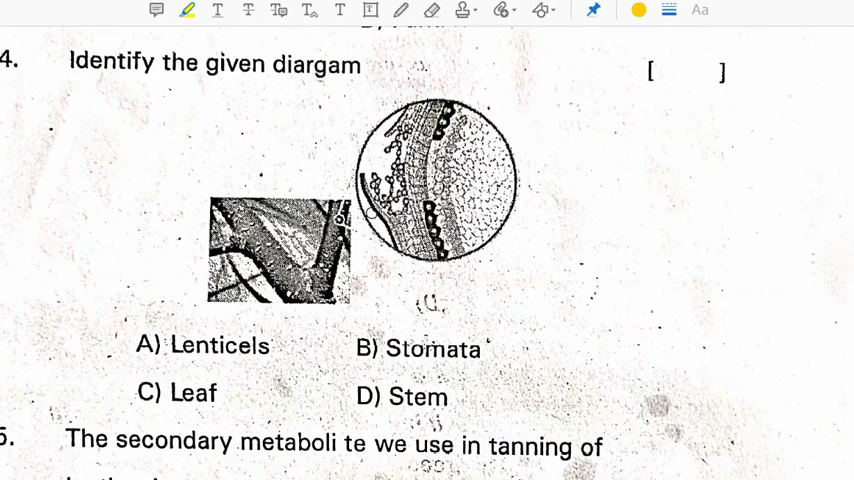 Aa
4. Identify the given diargam [ ]
A) Lenticels B) Stomata
C) Leaf D) Stem
5. The secondary metaboli te we use in tanning of